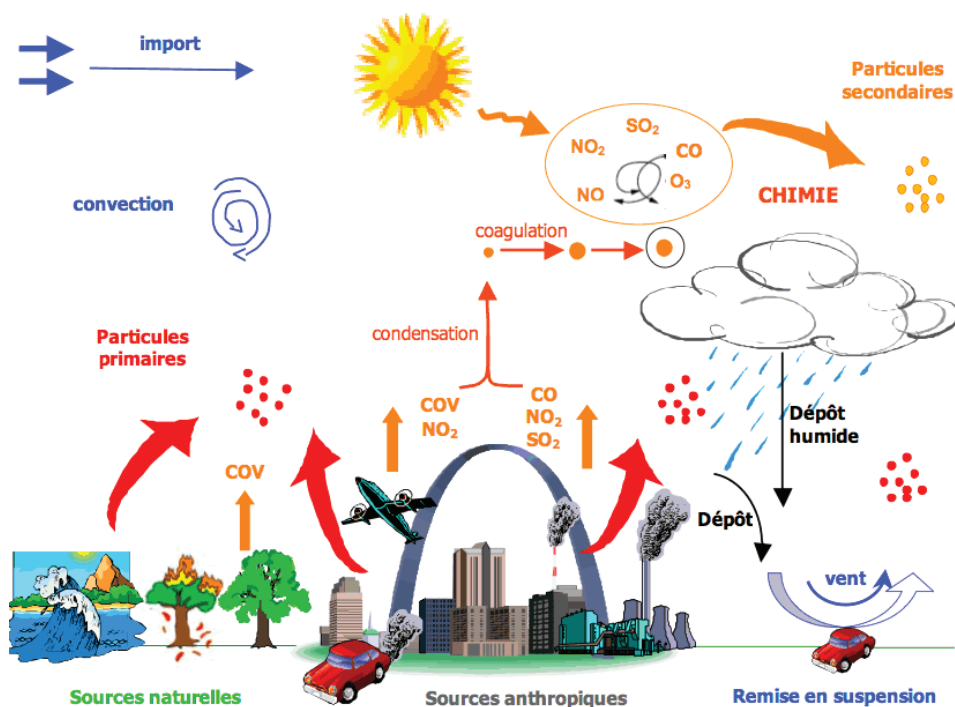 import
Particules
secondaires
SO₂
NO₂
CO
NO
O₃
CHIMIE
convection
coagulation
condensation
Particules
primaires
COV
NO₂
CO
NO₂
SO₂
Dépôt
humide
COV
Dépôt
vent
Sources naturelles
Sources anthropiques
Remise en suspension